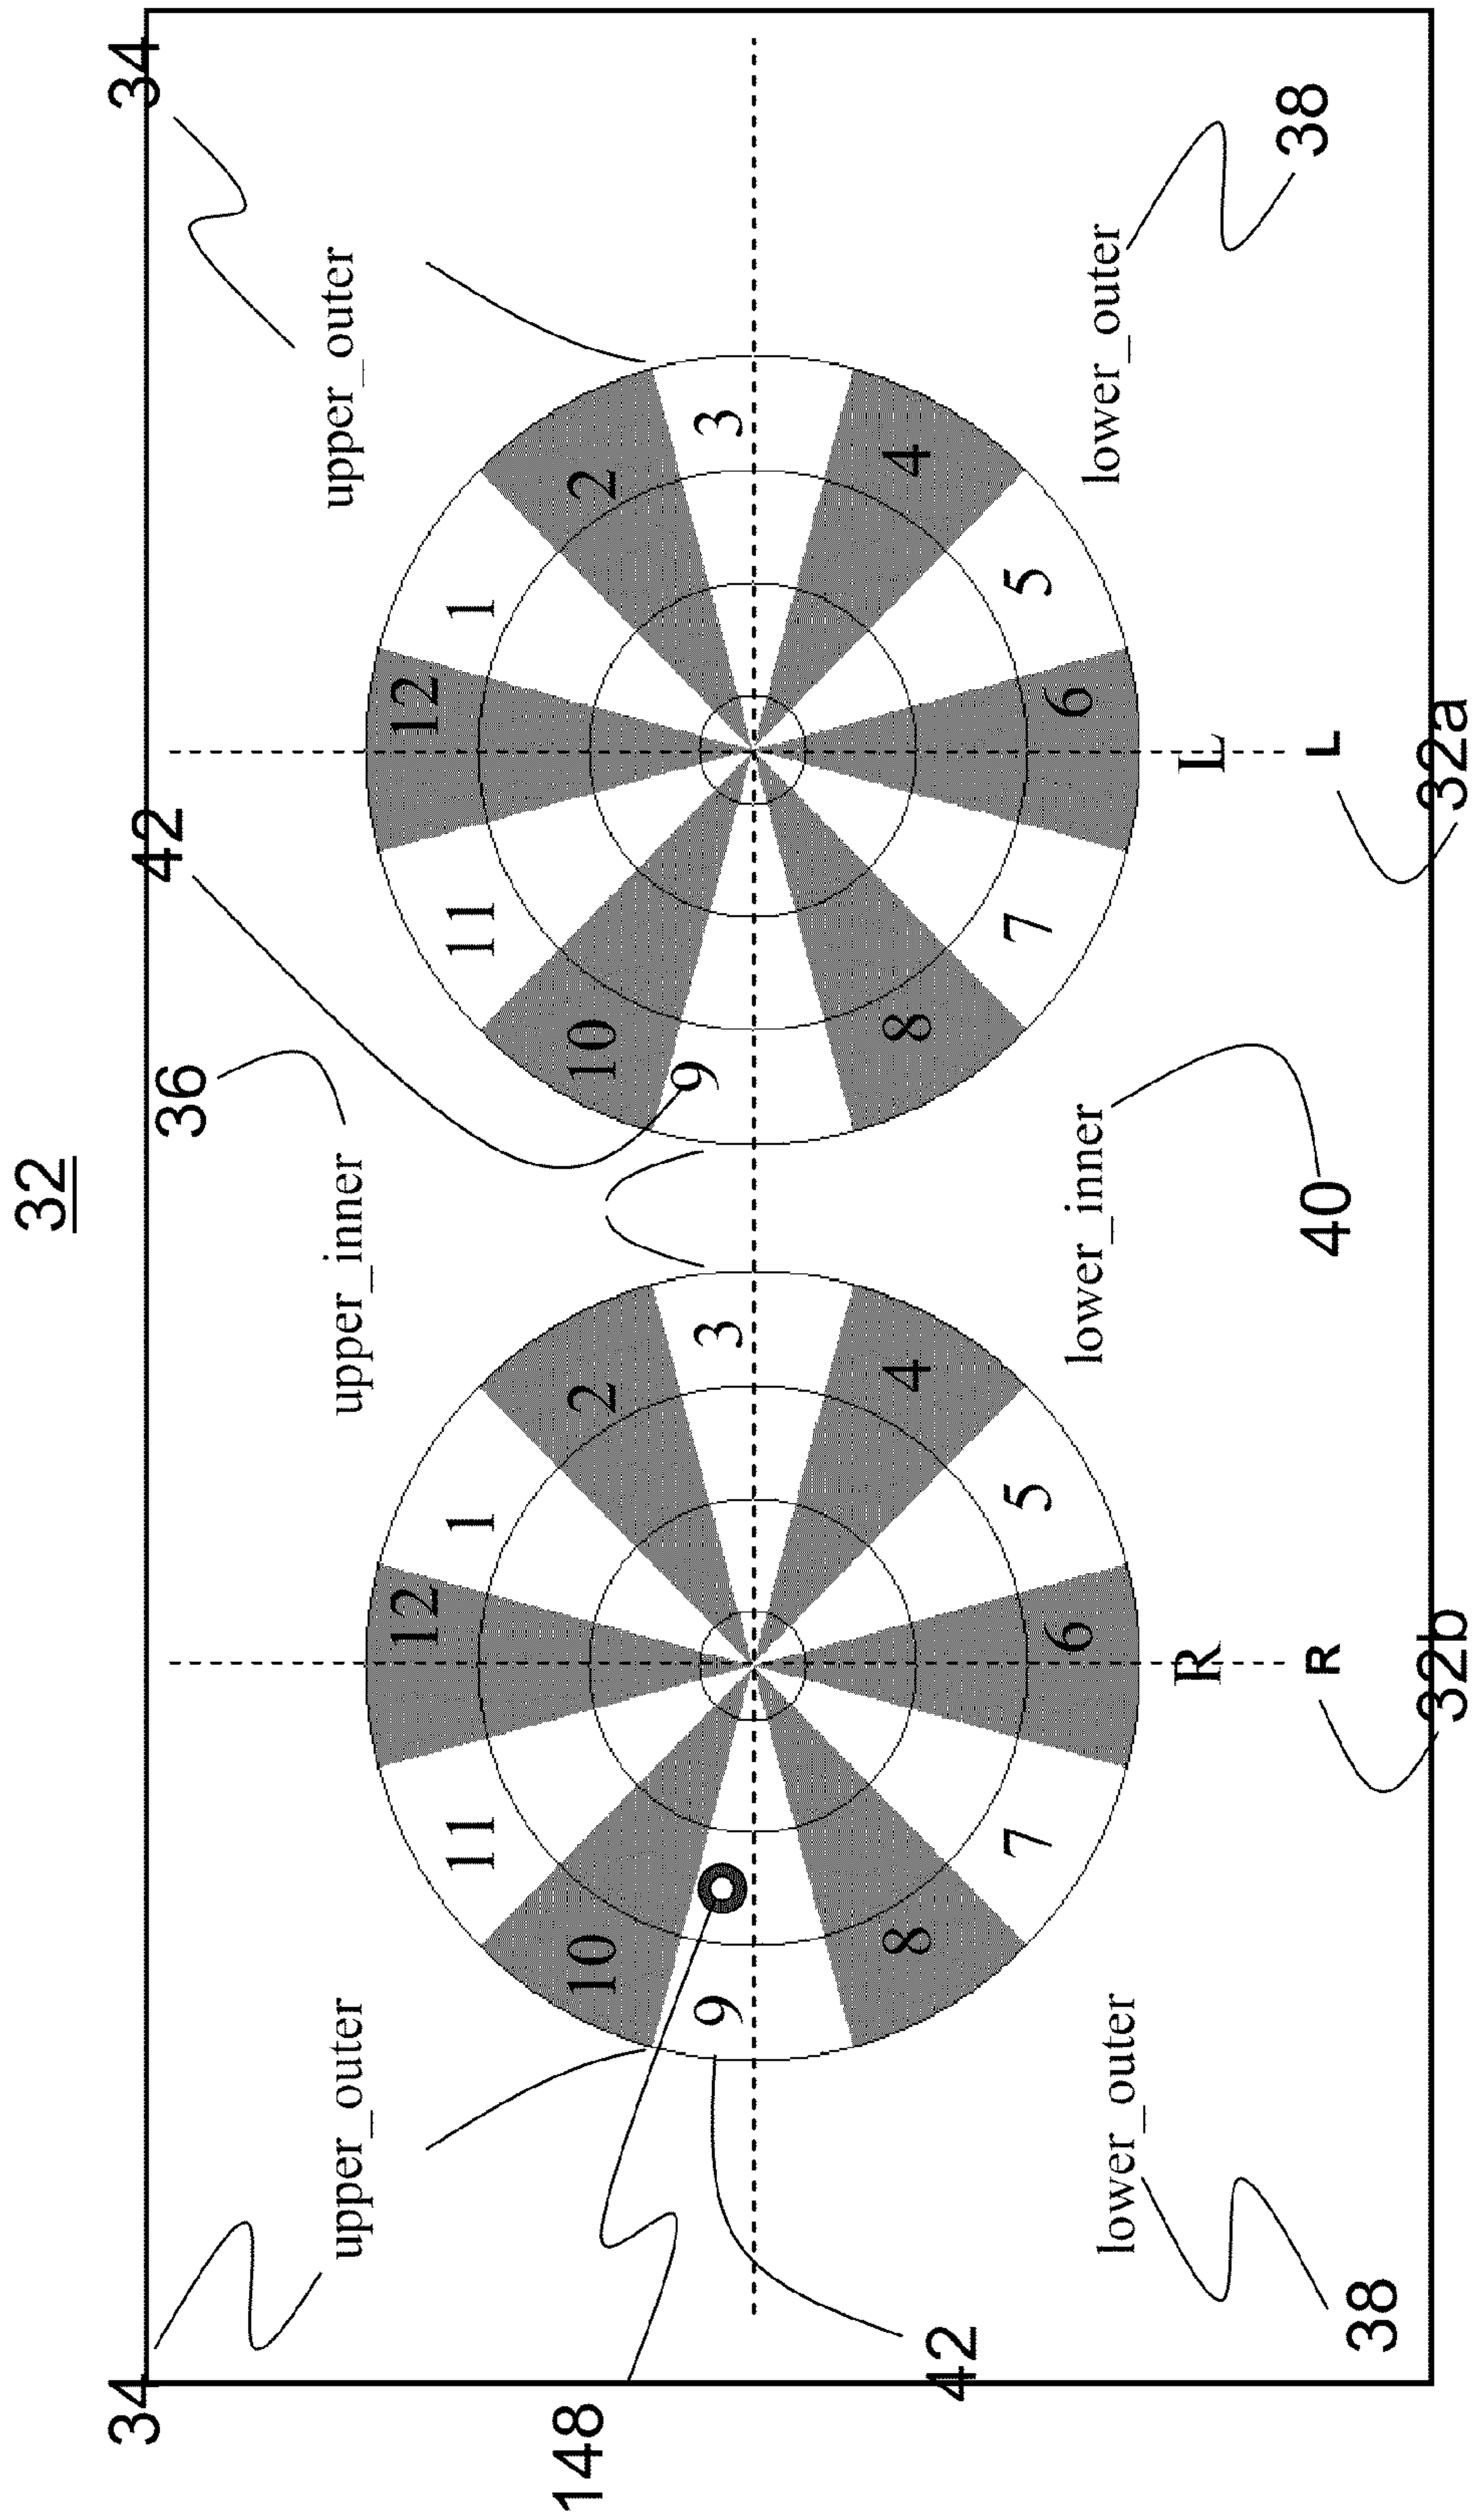 32
34 36 42 34
upper_outer upper_inner upper_outer
12 12
11 1 11 1
148 10 2 10 2
9 3 9 3
42 8 4 8 4
7 5 7 5
6 6
lower_outer lower_inner lower_outer
R L
38 R 40 L 38
32b 32a